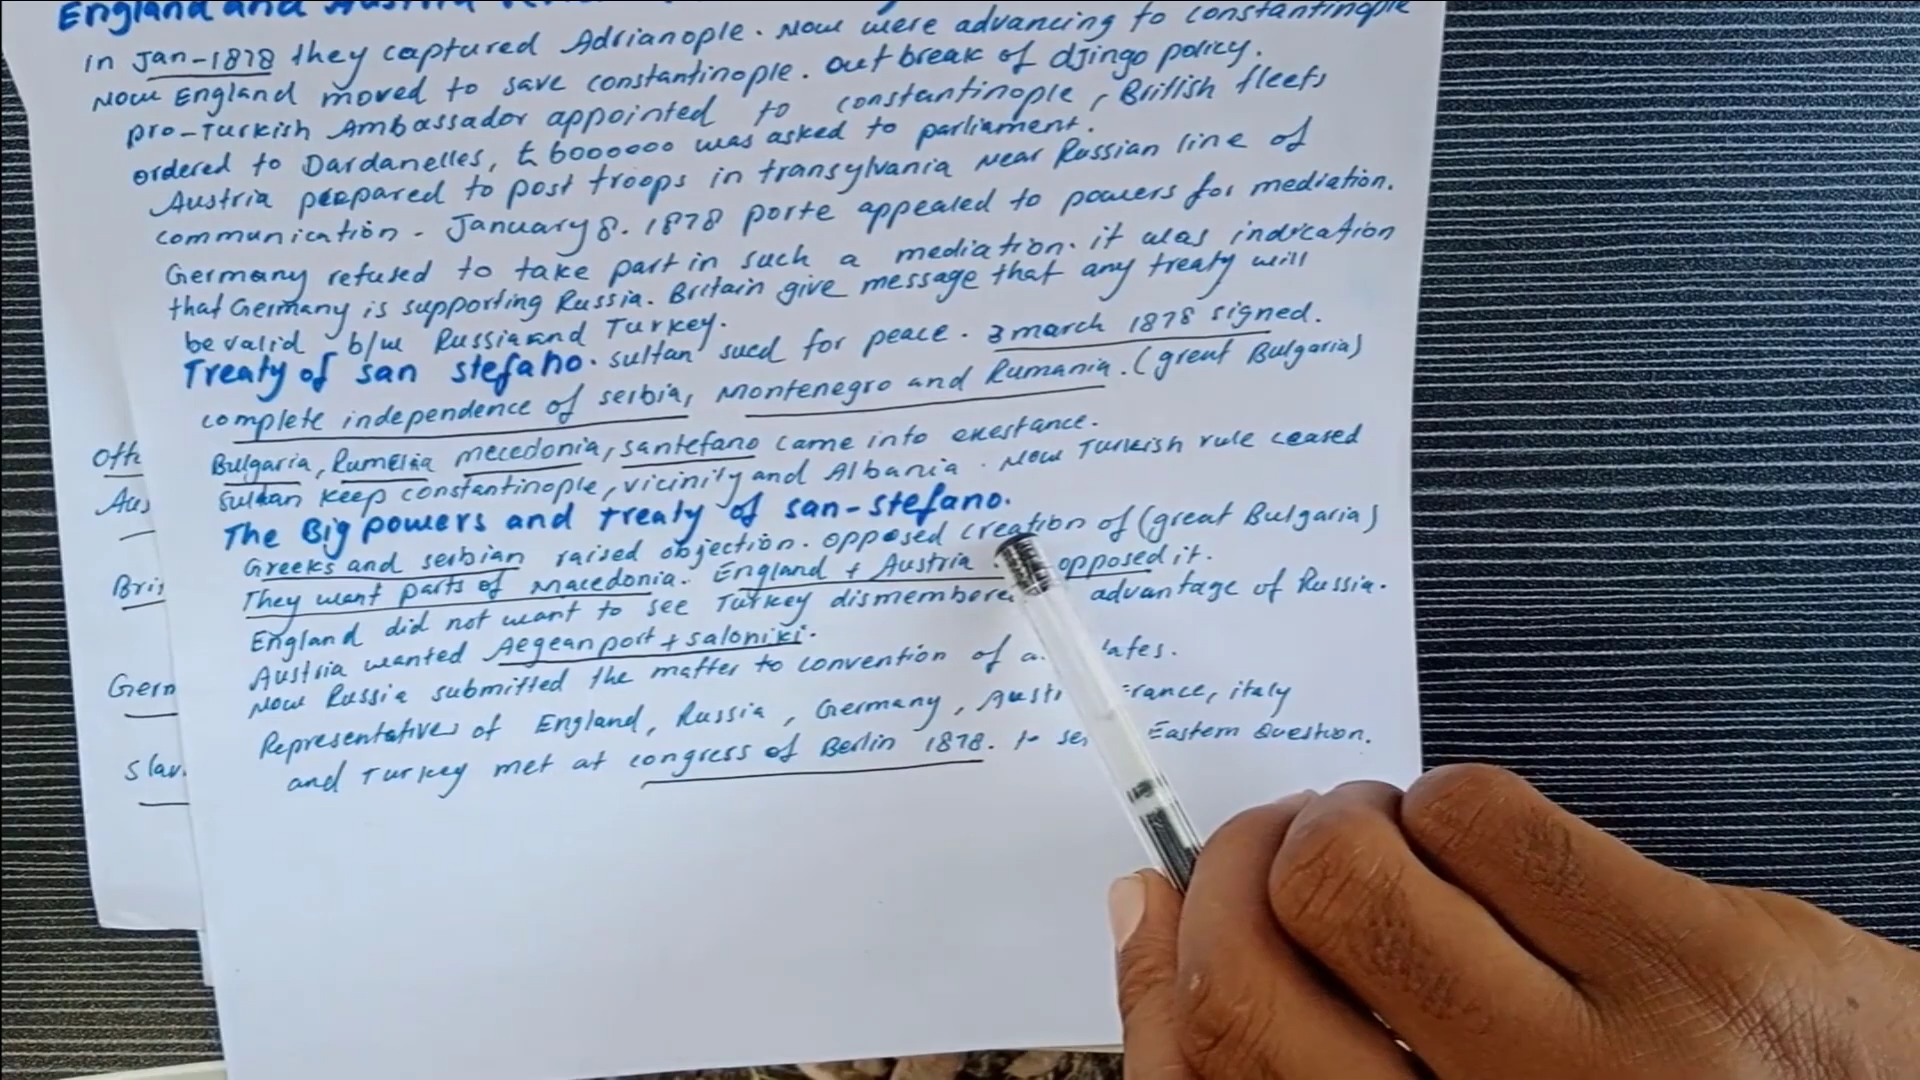 England and Austria
In Jan-1878 they captured Adrianople. Now were advancing to constantinople
Now England moved to save constantinople. out break of djingo policy.
pro-Turkish Ambassador appointed to constantinople, British fleets
ordered to Dardanelles, 6000000 was asked to parliament.
Austria prepared to post troops in transylvania near Russian line of
communication - January 8. 1878 porte appealed to powers for mediation.
Germany refused to take part in such a mediation. it was indication
that Germany is supporting Russia. Britain give message that any treaty will
be valid b/w Russia and Turkey.
Treaty of san stefano. sultan sued for peace. 3 march 1878 signed.
complete independence of serbia, Montenegro and Rumania. (great Bulgaria)
Bulgaria, Rumelia mecedonia, santefano came into exestance.
Sultan keep constantinople, vicinity and Albania. Now Turkish rule ceased
The Big powers and treaty of san-stefano.
Greeks and serbian raised objection. opposed creation of (great Bulgaria)
They want parts of Macedonia. England + Austria opposed it.
England did not want to see Turkey advantage of Russia.
Austria wanted Aegean port + saloniki.
Now Russia submitted the matter to convention of
Representatives of England, Russia, Germany, France, italy
and Turkey met at congress of Berlin 1878. to Eastern Question.